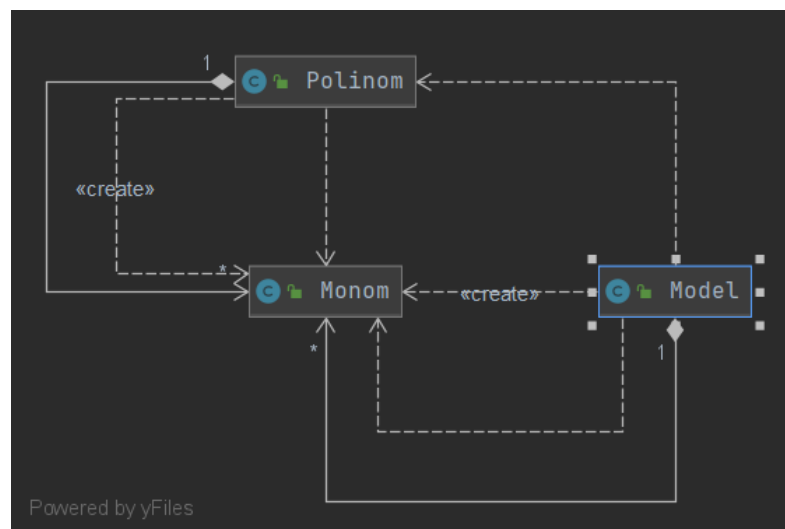 1
C Polinom
«create»
*
C Monom
«create»
C Model
*
1
Powered by yFiles